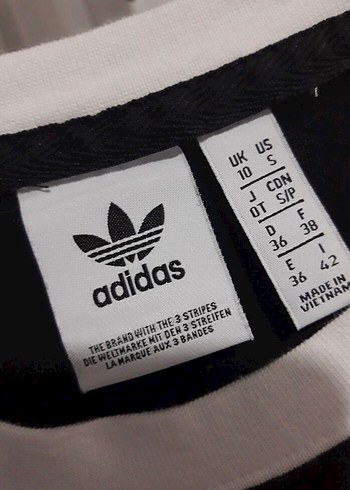 adidas
THE BRAND WITH THE 3 STRIPES
DIE WELTMARKE MIT DEN 3 STREIFEN
LA MARQUE AUX 3 BANDES
UK US
10 S
J CDN
OT S/P
D F
36 38
E I
36 42
MADE IN
VIETNAM